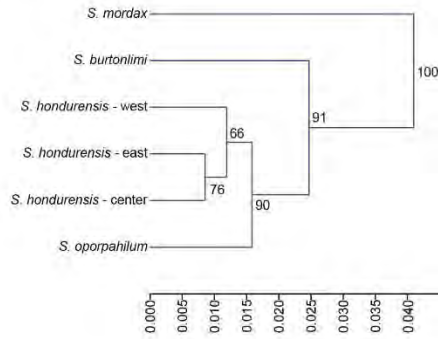 S. mordax
100
S. burtonlimi
91
S. hondurensis - west
66
S. hondurensis - east
76
S. hondurensis - center
90
S. oporpahilum
0.000
0.005
0.010
0.015
0.020
0.025
0.030
0.035
0.040